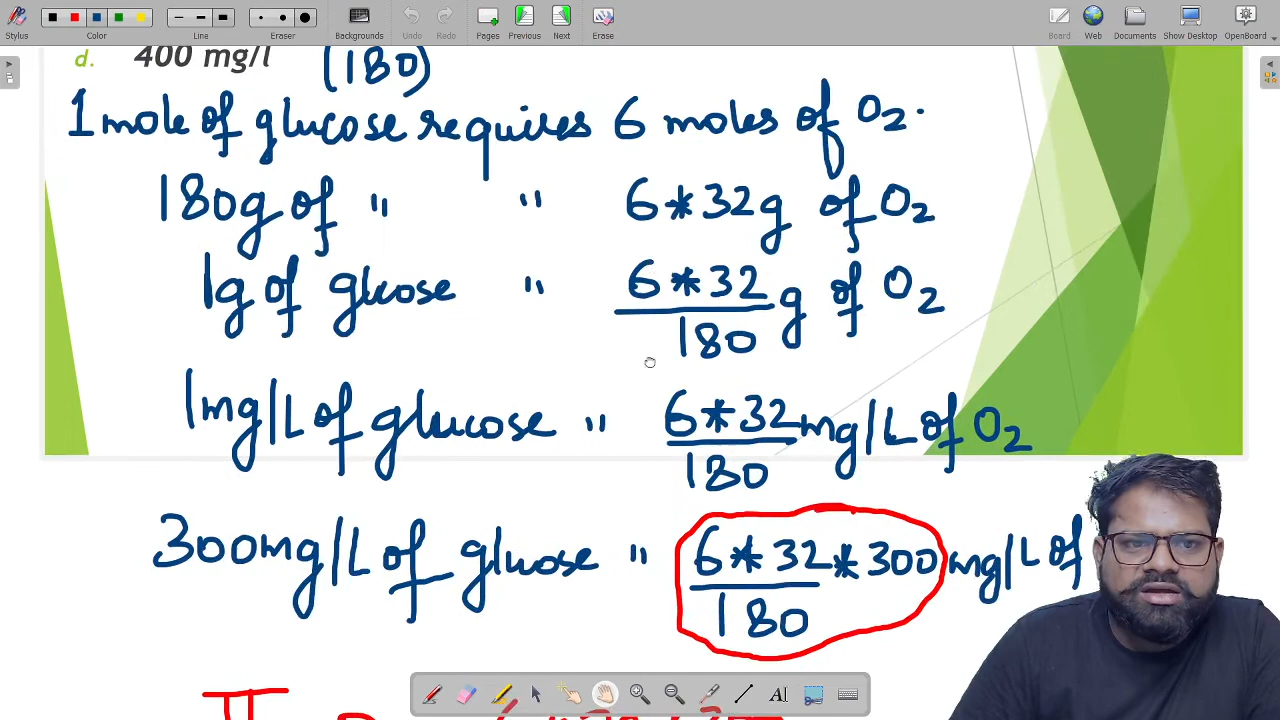 Stylus
Color
Line
Eraser
Backgrounds
Undo
Redo
Pages
Previous
Next
Erase
Board
Web
Documents
Show Desktop
OpenBoard
d. 400 mg/l (180)
1 mole of glucose requires 6 moles of O2.
180g of " " 6*32g of O2
1g of glucose " 6*32/180 g of O2
1mg/L of glucose " 6*32/180 mg/L of O2
300mg/L of glucose " 6*32/180 *300 mg/L of